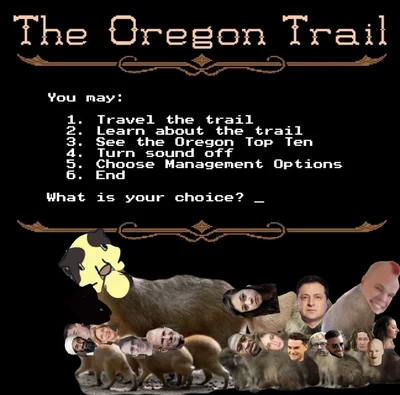 The Oregon Trail
You may:
1. Travel the trail
2. Learn about the trail
3. See the Oregon Top Ten
4. Turn sound off
5. Choose Management Options
6. End
What is your choice? _